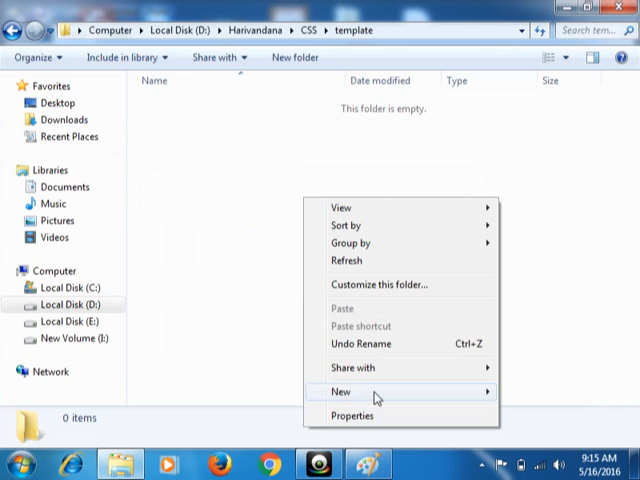 Computer Local Disk (D:) Harivandana CSS template Search tem...
Organize Include in library Share with New folder
Name Date modified Type Size
This folder is empty.
Favorites
Desktop
Downloads
Recent Places
Libraries
Documents
Music
Pictures
Videos
Computer
Local Disk (C:)
Local Disk (D:)
Local Disk (E:)
New Volume (I:)
Network
View
Sort by
Group by
Refresh
Customize this folder...
Paste
Paste shortcut
Undo Rename Ctrl+Z
Share with
New
Properties
0 items
9:15 AM
5/16/2016